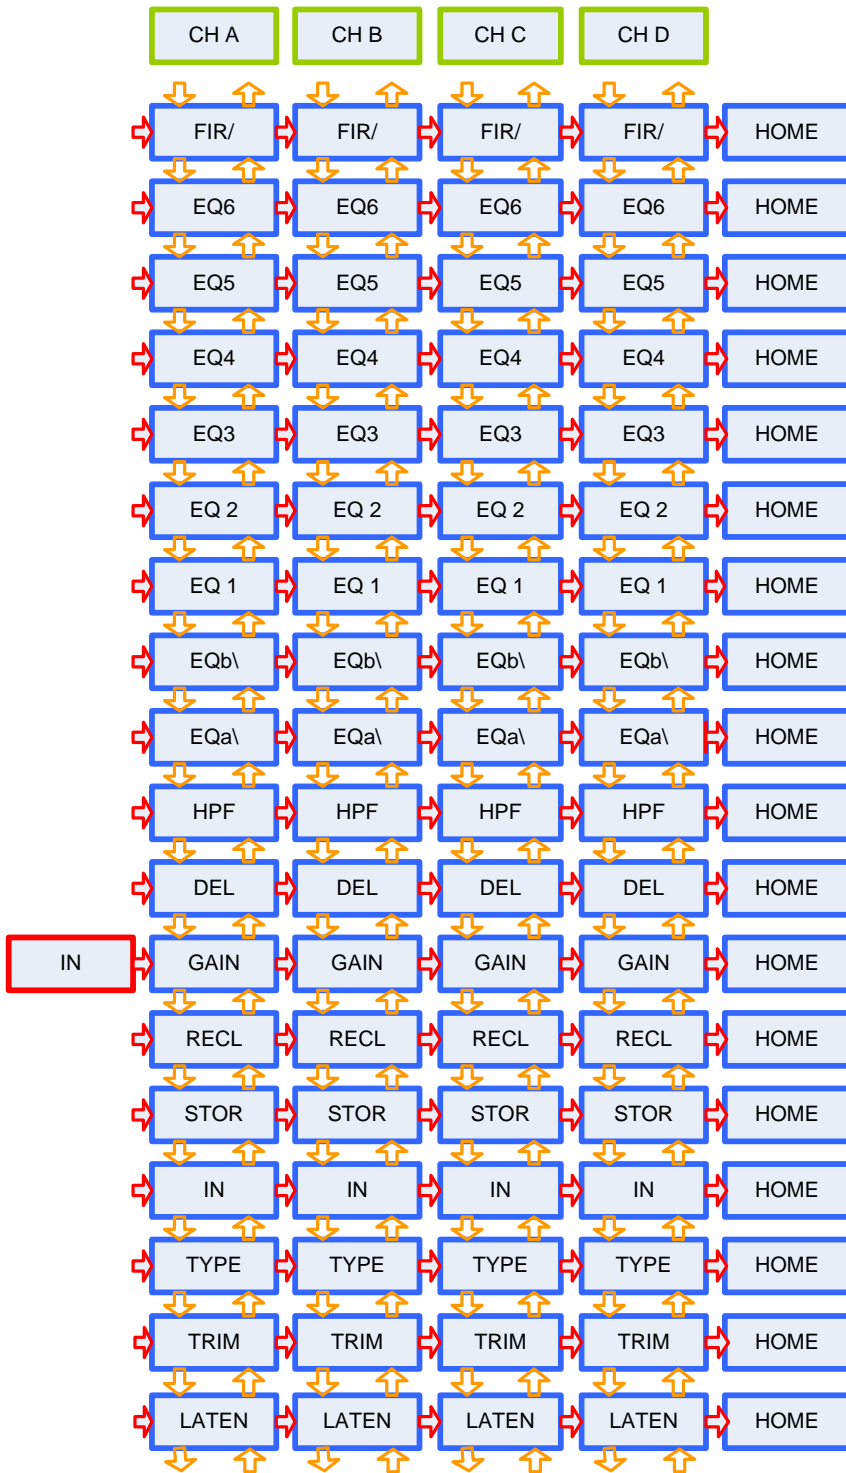 CH A CH B CH C CH D
FIR/ FIR/ FIR/ FIR/ HOME
EQ6 EQ6 EQ6 EQ6 HOME
EQ5 EQ5 EQ5 EQ5 HOME
EQ4 EQ4 EQ4 EQ4 HOME
EQ3 EQ3 EQ3 EQ3 HOME
EQ 2 EQ 2 EQ 2 EQ 2 HOME
EQ 1 EQ 1 EQ 1 EQ 1 HOME
EQb\ EQb\ EQb\ EQb\ HOME
EQa\ EQa\ EQa\ EQa\ HOME
HPF HPF HPF HPF HOME
DEL DEL DEL DEL HOME
IN GAIN GAIN GAIN GAIN HOME
RECL RECL RECL RECL HOME
STOR STOR STOR STOR HOME
IN IN IN IN HOME
TYPE TYPE TYPE TYPE HOME
TRIM TRIM TRIM TRIM HOME
LATEN LATEN LATEN LATEN HOME